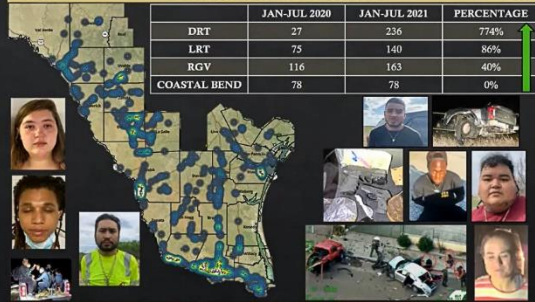 JAN-JUL 2020 JAN-JUL 2021 PERCENTAGE
DRT 27 236 774%
LRT 75 140 86%
RGV 116 163 40%
COASTAL BEND 78 78 0%